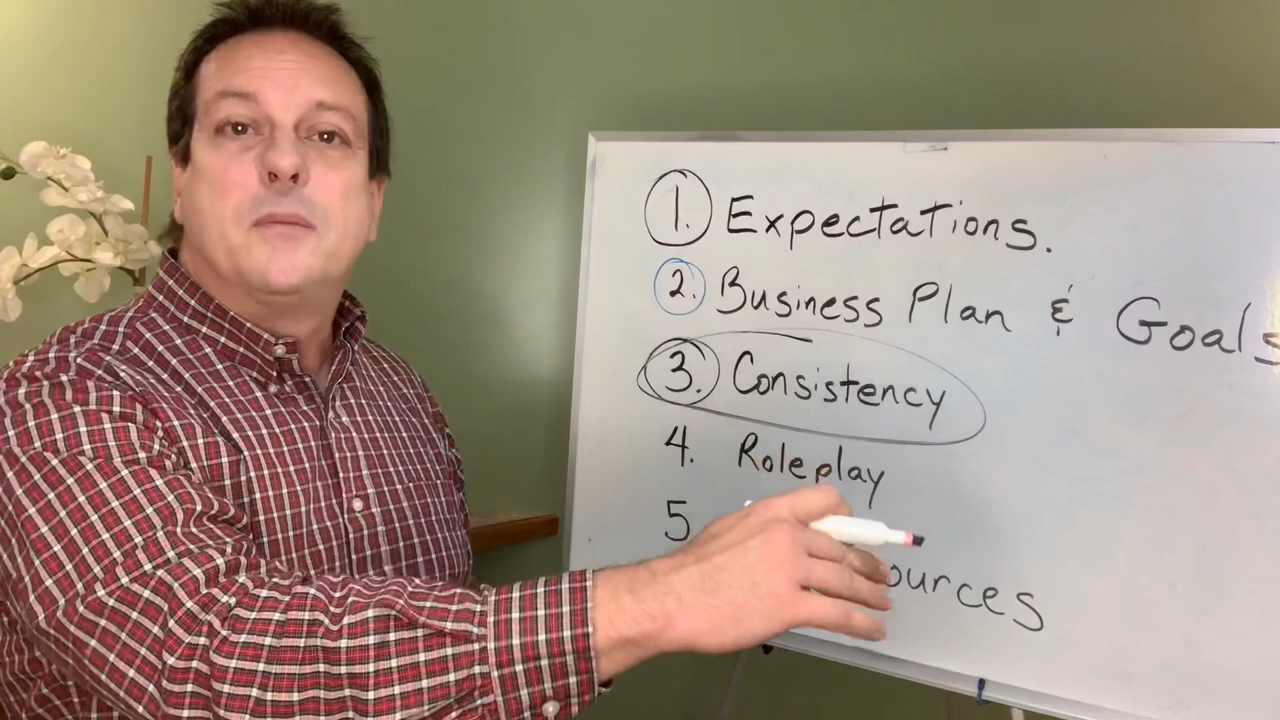 1. Expectations.
2. Business Plan & Goals
3. Consistency
4. Roleplay
5
ources